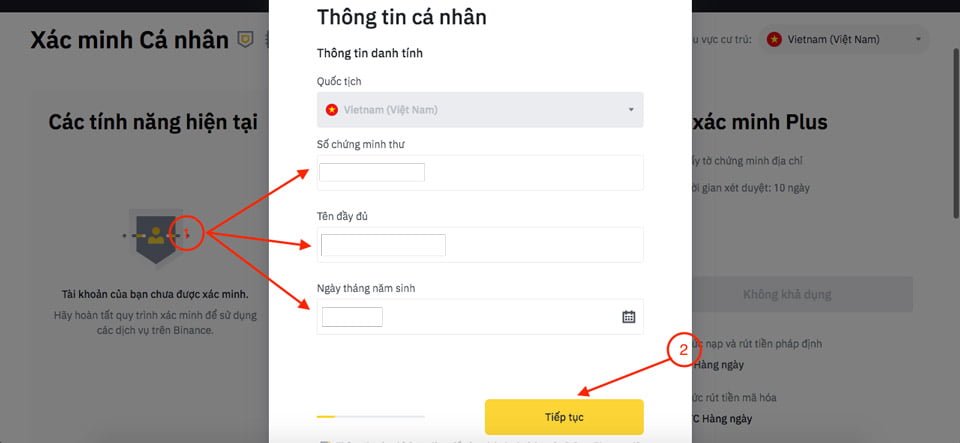 Thông tin cá nhân
Xác minh Cá nhân
cư trú:
Vietnam (Việt Nam)
Thông tin danh tính
Quốc tịch
Vietnam (Việt Nam)
Các tính năng hiện tại
xác minh Plus
Số chứng minh thư
tờ chứng minh địa chỉ
gian xét duyệt: 10 ngày
Tên đầy đủ
1
Tài khoản của bạn chưa được xác minh.
Hãy hoàn tất quy trình xác minh để sử dụng
các dịch vụ trên Binance.
Ngày tháng năm sinh
Không khả dụng
2
nạp và rút tiền pháp định
Hàng ngày
Tiếp tục
rút tiền mã hóa
Hàng ngày